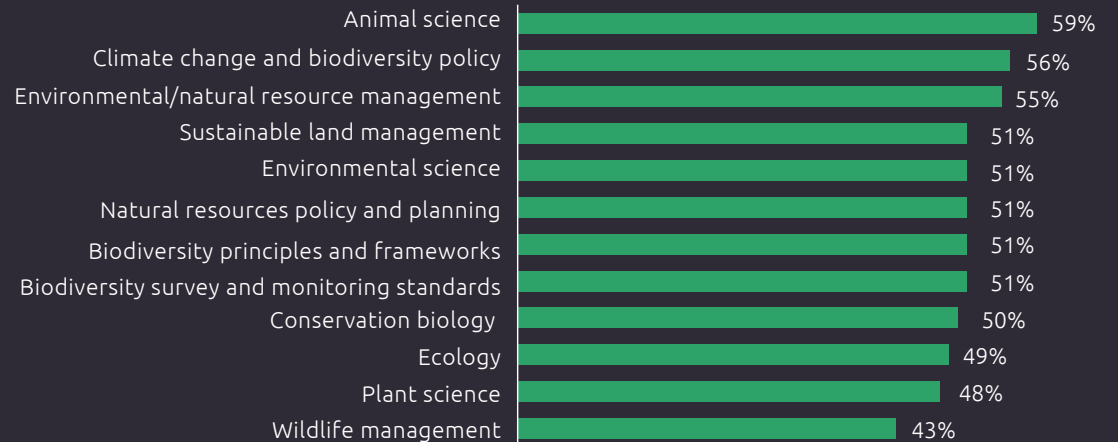 Animal science 59%
Climate change and biodiversity policy 56%
Environmental/natural resource management 55%
Sustainable land management 51%
Environmental science 51%
Natural resources policy and planning 51%
Biodiversity principles and frameworks 51%
Biodiversity survey and monitoring standards 51%
Conservation biology 50%
Ecology 49%
Plant science 48%
Wildlife management 43%